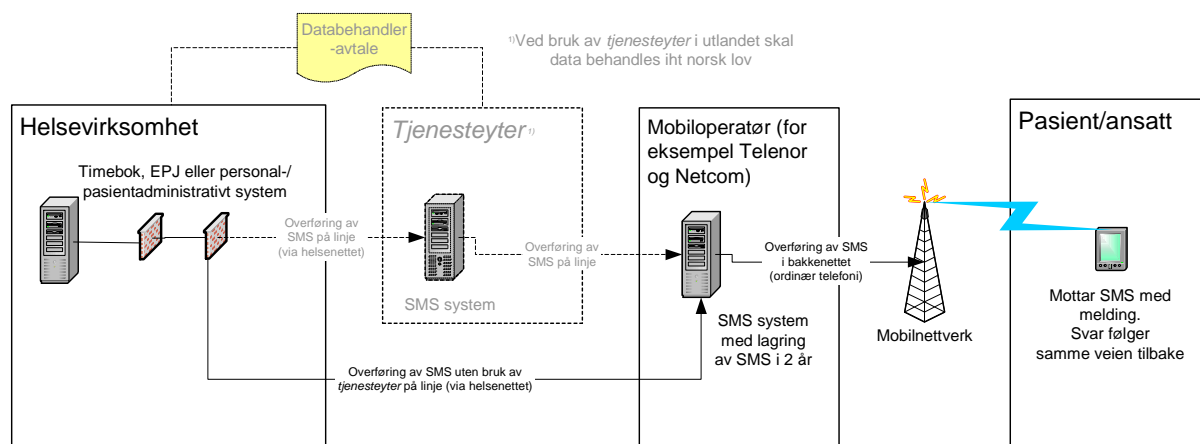 Databehandler
-avtale
¹⁾Ved bruk av tjenesteyter i utlandet skal
data behandles iht norsk lov
Helsevirksomhet
Timebok, EPJ eller personal-/
pasientadministrativt system
Overføring av
SMS på linje
(via helsenettet)
Tjenesteyter ¹⁾
SMS system
Overføring av
SMS på linje
Overføring av SMS uten bruk av
tjenesteyter på linje (via helsenettet)
Mobiloperatør (for
eksempel Telenor
og Netcom)
SMS system
med lagring
av SMS i 2 år
Overføring av SMS
i bakkenettet
(ordinær telefoni)
Mobilnettverk
Pasient/ansatt
Mottar SMS med
melding.
Svar følger
samme veien tilbake